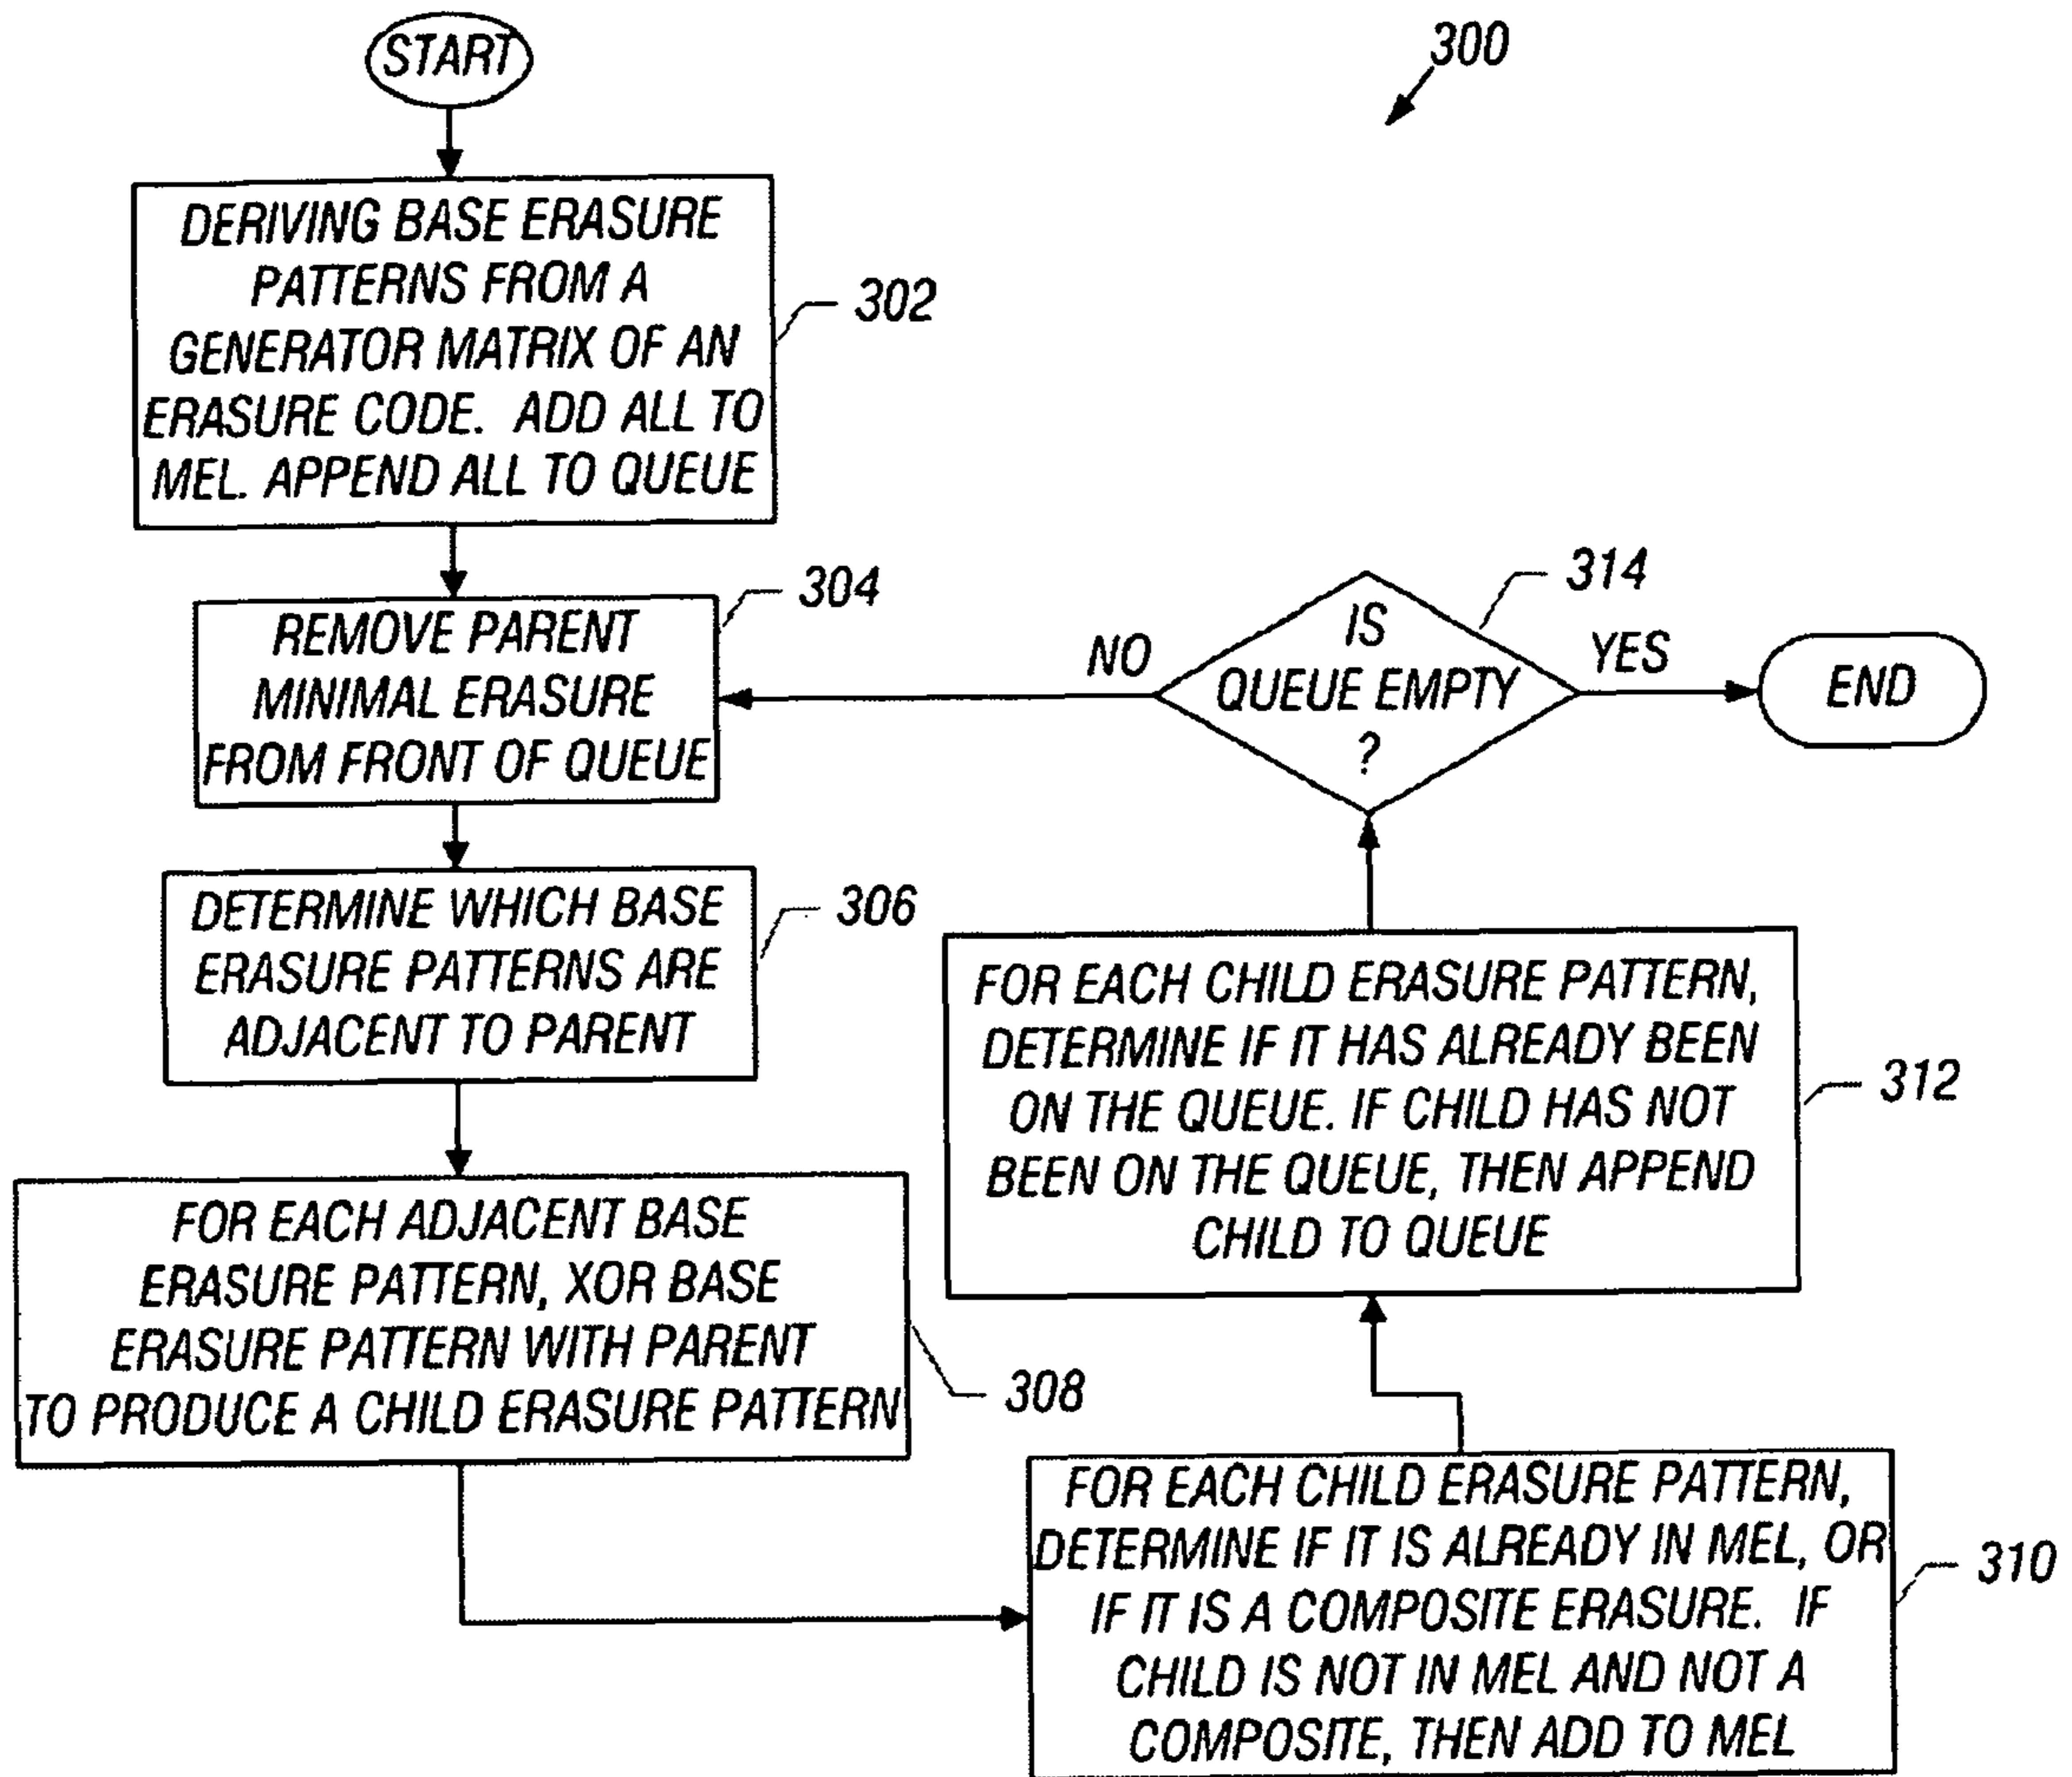 START
300
DERIVING BASE ERASURE
PATTERNS FROM A
GENERATOR MATRIX OF AN
ERASURE CODE. ADD ALL TO
MEL. APPEND ALL TO QUEUE
302
REMOVE PARENT
MINIMAL ERASURE
FROM FRONT OF QUEUE
304
DETERMINE WHICH BASE
ERASURE PATTERNS ARE
ADJACENT TO PARENT
306
FOR EACH ADJACENT BASE
ERASURE PATTERN, XOR BASE
ERASURE PATTERN WITH PARENT
TO PRODUCE A CHILD ERASURE PATTERN
308
FOR EACH CHILD ERASURE PATTERN,
DETERMINE IF IT IS ALREADY IN MEL, OR
IF IT IS A COMPOSITE ERASURE. IF
CHILD IS NOT IN MEL AND NOT A
COMPOSITE, THEN ADD TO MEL
310
FOR EACH CHILD ERASURE PATTERN,
DETERMINE IF IT HAS ALREADY BEEN
ON THE QUEUE. IF CHILD HAS NOT
BEEN ON THE QUEUE, THEN APPEND
CHILD TO QUEUE
312
IS
QUEUE EMPTY
?
314
NO
YES
END